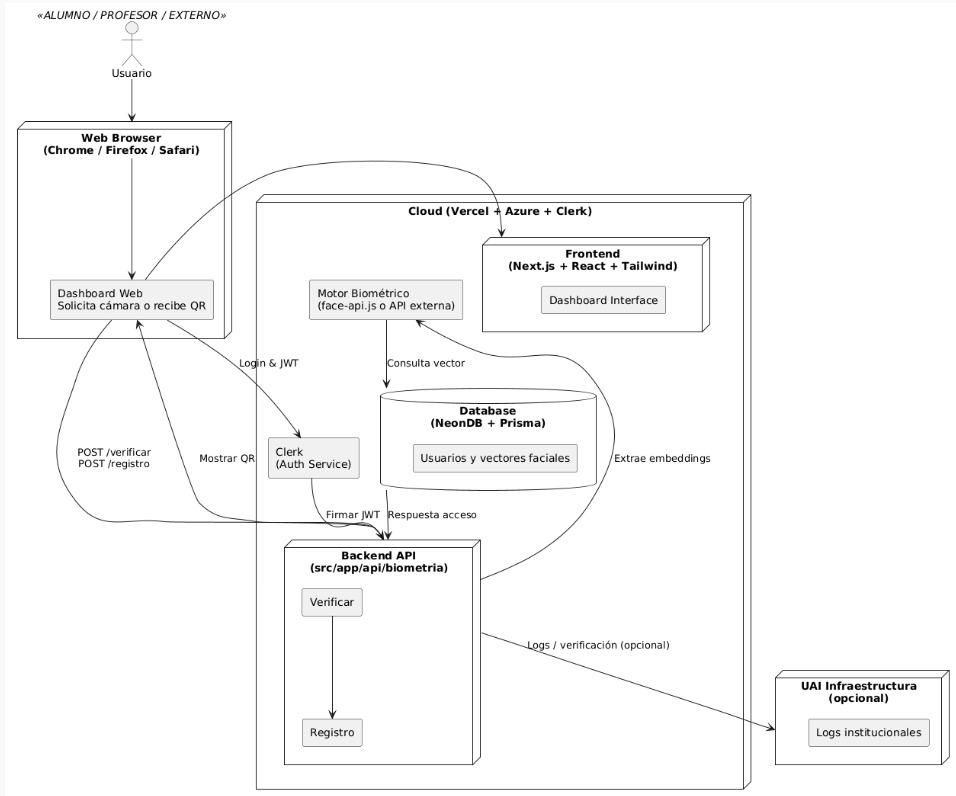 «ALUMNO / PROFESOR / EXTERNO»
Usuario
Web Browser
(Chrome / Firefox / Safari)
Dashboard Web
Solicita cámara o recibe QR
Cloud (Vercel + Azure + Clerk)
Frontend
(Next.js + React + Tailwind)
Dashboard Interface
Motor Biométrico
(face-api.js o API externa)
Login & JWT
Consulta vector
Database
(NeonDB + Prisma)
Usuarios y vectores faciales
Clerk
(Auth Service)
POST /verificar
POST /registro
Mostrar QR
Extrae embeddings
Firmar JWT
Respuesta acceso
Backend API
(src/app/api/biometria)
Verificar
Registro
Logs / verificación (opcional)
UAI Infraestructura
(opcional)
Logs institucionales